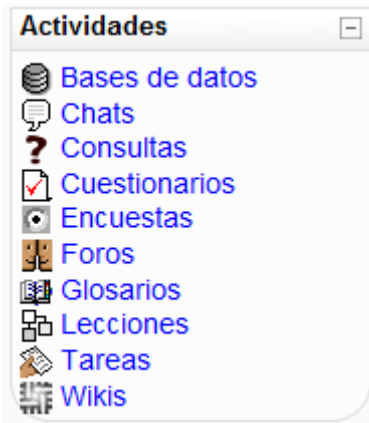 Actividades
Bases de datos
Chats
Consultas
Cuestionarios
Encuestas
Foros
Glosarios
Lecciones
Tareas
Wikis